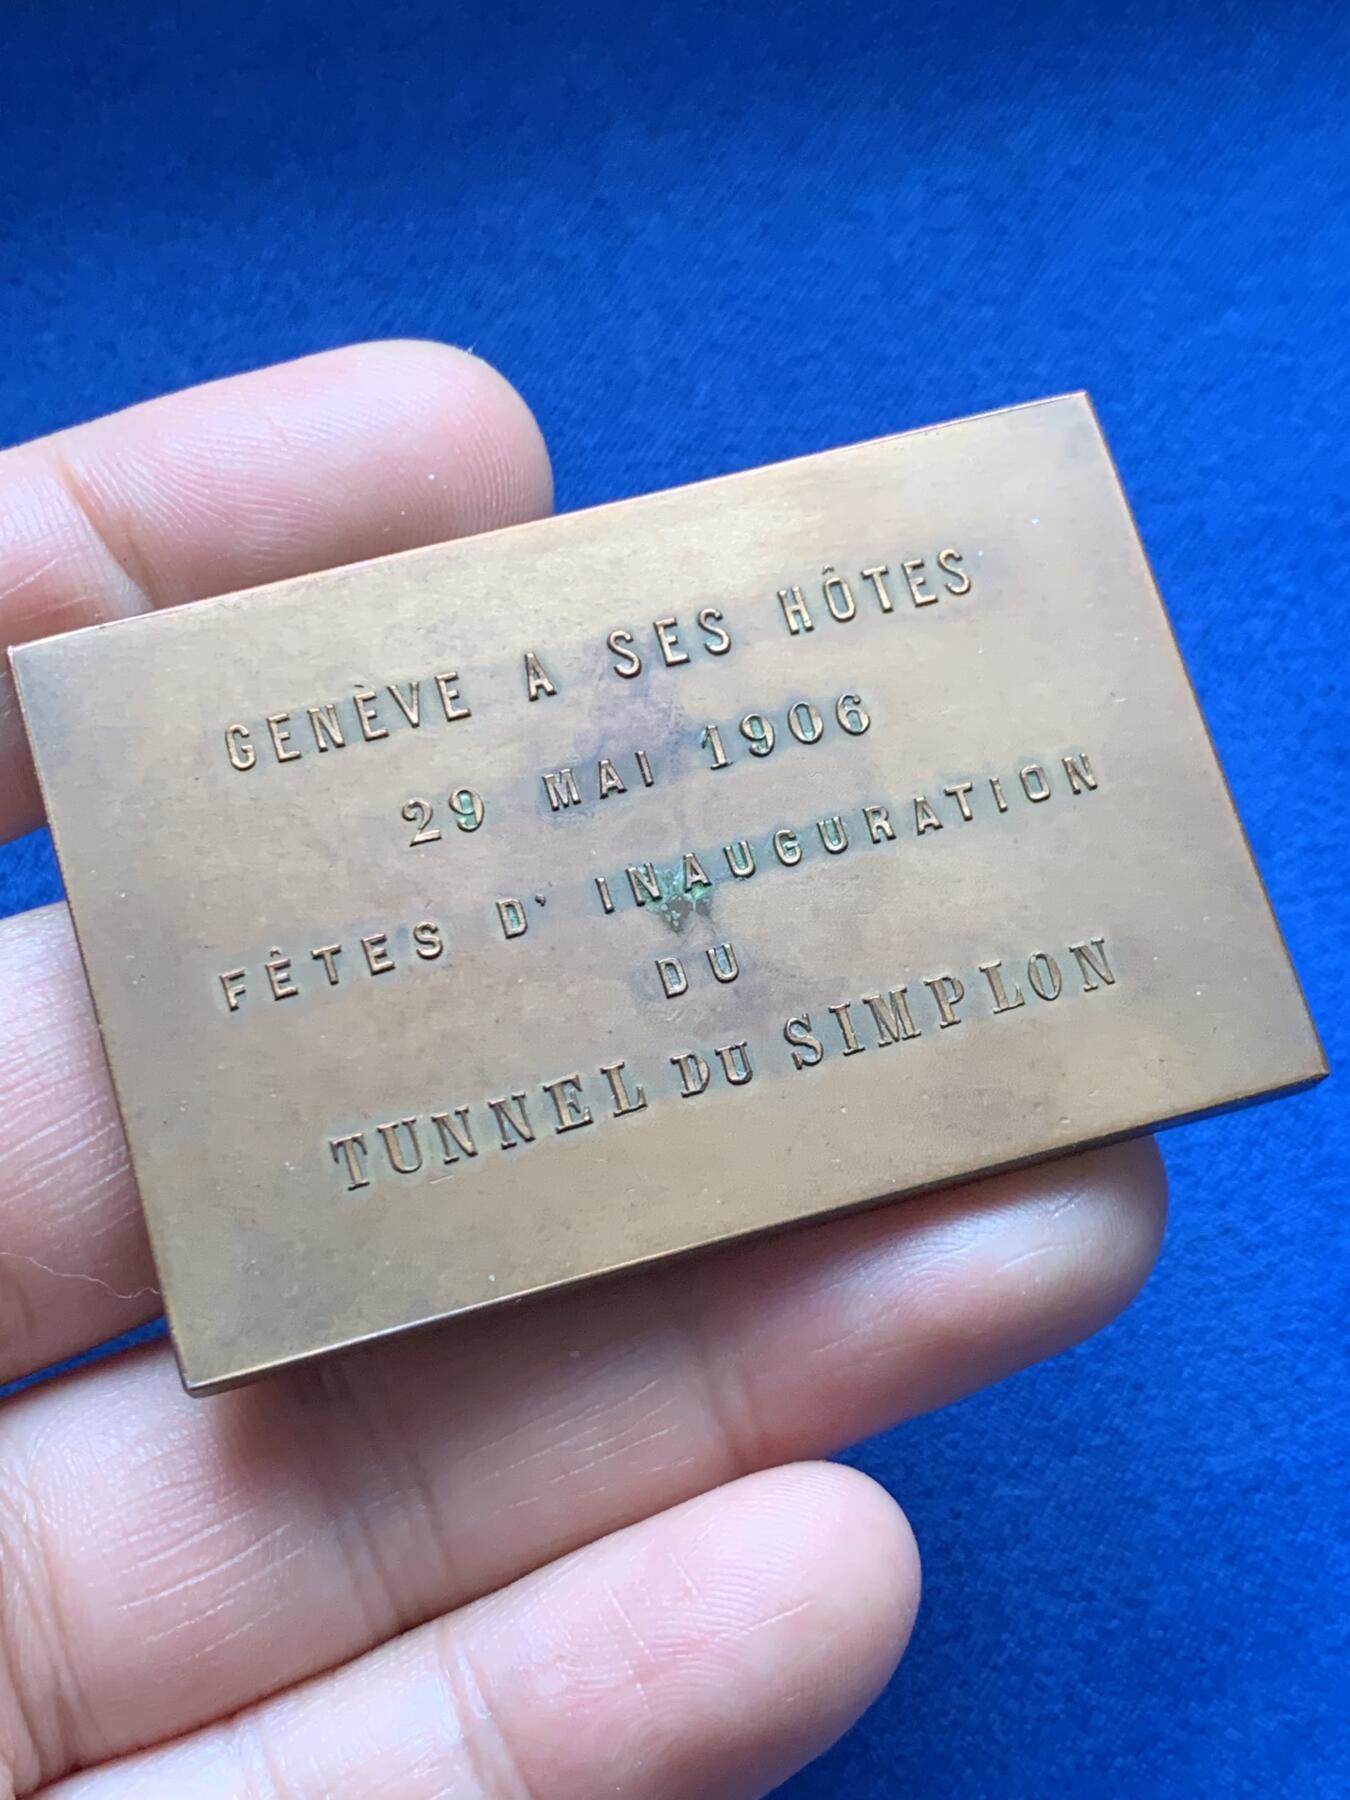 GENÈVE A SES HÔTES
29 MAI 1906
FÊTES D' INAUGURATION
DU
TUNNEL DU SIMPLON